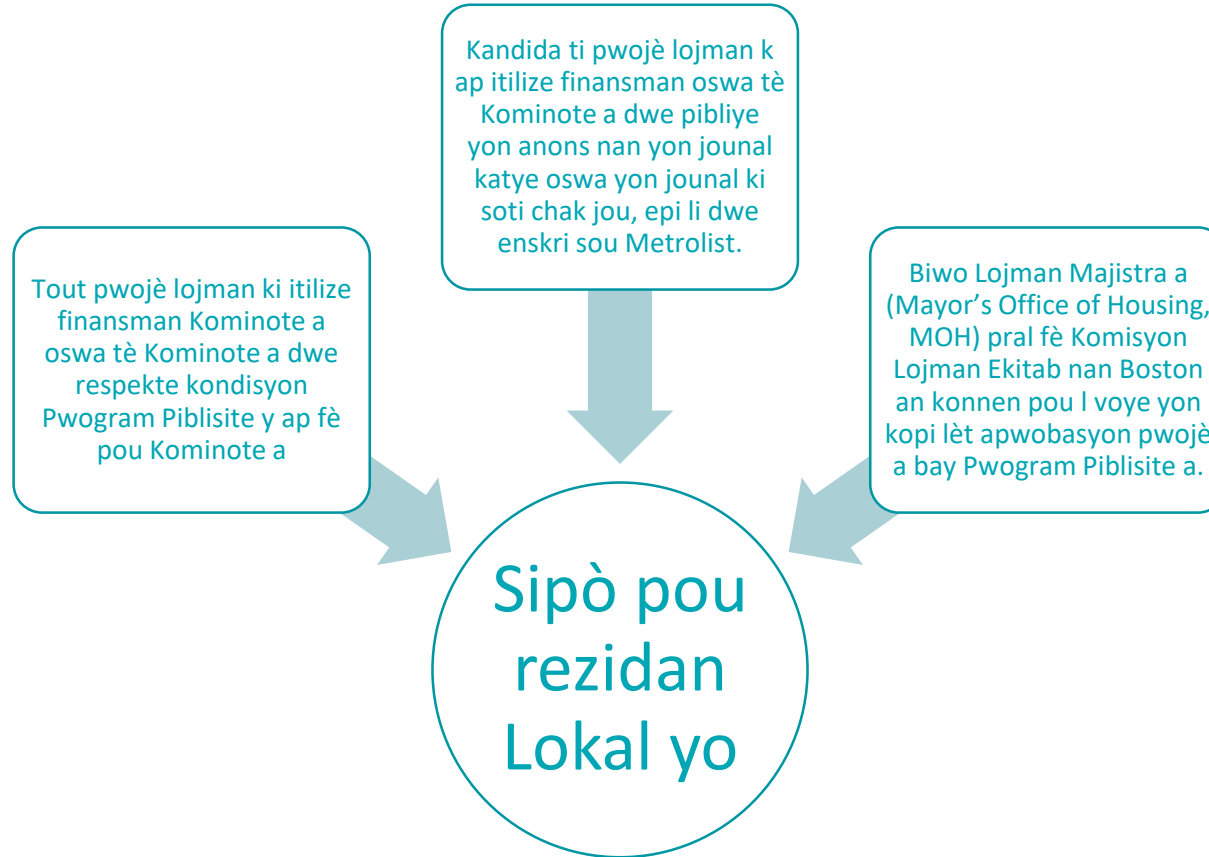 Kandida ti pwojè lojman k
ap itilize finansman oswa tè
Kominote a dwe pibliye
yon anons nan yon jounal
katye oswa yon jounal ki
soti chak jou, epi li dwe
enskri sou Metrolist.
Tout pwojè lojman ki itilize
finansman Kominote a
oswa tè Kominote a dwe
respekte kondisyon
Pwogram Piblisite y ap fè
pou Kominote a
Biwo Lojman Majistra a
(Mayor’s Office of Housing,
MOH) pral fè Komisyon
Lojman Ekitab nan Boston
an konnen pou l voye yon
kopi lèt apwobasyon pwojè
a bay Pwogram Piblisite a.
Sipò pou
rezidan
Lokal yo